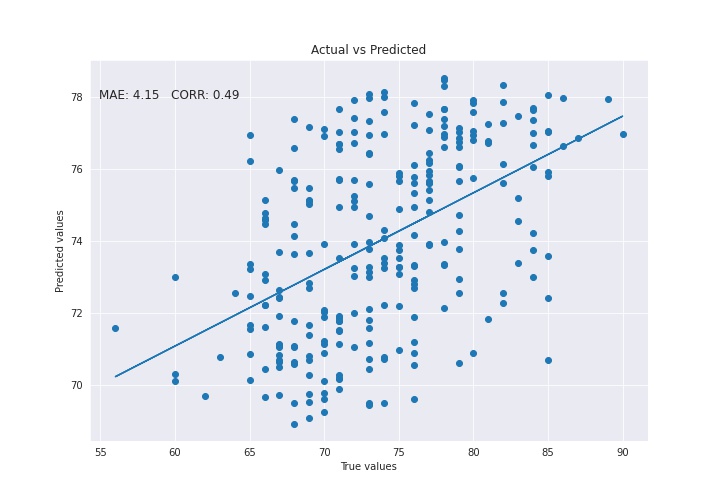 Actual vs Predicted
MAE: 4.15 CORR: 0.49
78
76
74
72
70
Predicted values
55 60 65 70 75 80 85 90
True values